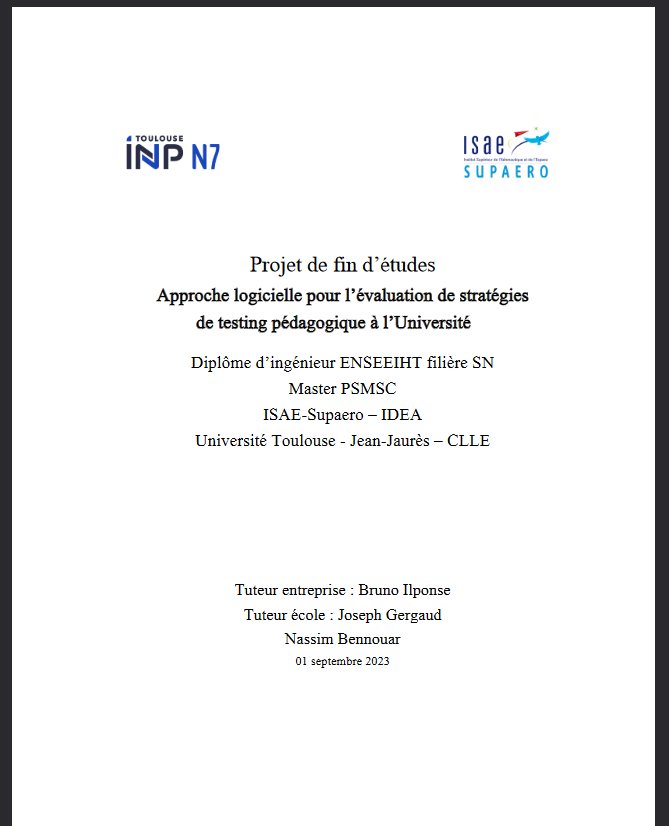 TOULOUSE
INP N7
isae
Institut Supérieur de l'Aéronautique et de l'Espace
SUPAERO
Projet de fin d'études
Approche logicielle pour l'évaluation de stratégies
de testing pédagogique à l'Université
Diplôme d'ingénieur ENSEEIHT filière SN
Master PSMSC
ISAE-Supaero – IDEA
Université Toulouse - Jean-Jaurès – CLLE
Tuteur entreprise : Bruno Ilponse
Tuteur école : Joseph Gergaud
Nassim Bennouar
01 septembre 2023